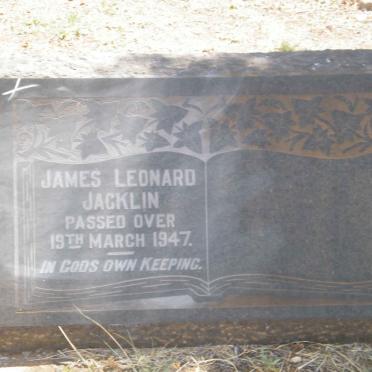 JAMES LEONARD
JACKLIN
PASSED OVER
19TH MARCH 1947.
IN GODS OWN KEEPING.